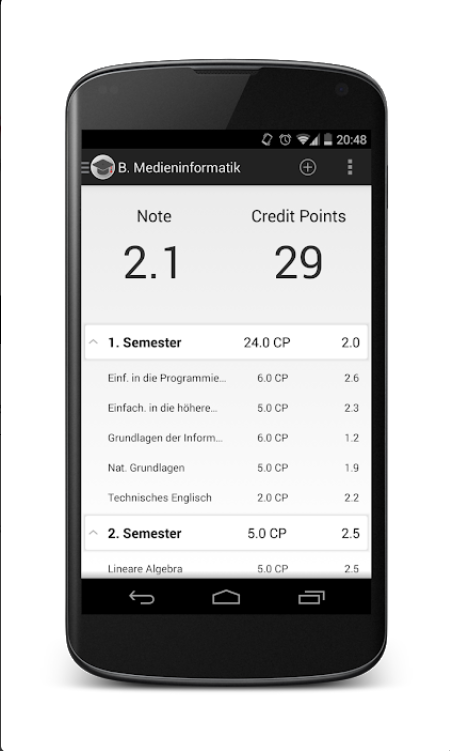 20:48
B. Medieninformatik
Note Credit Points
2.1 29
1. Semester 24.0 CP 2.0
Einf. in die Programmie... 6.0 CP 2.6
Einfach. in die höhere... 5.0 CP 2.3
Grundlagen der Inform... 6.0 CP 1.2
Nat. Grundlagen 5.0 CP 1.9
Technisches Englisch 2.0 CP 2.2
2. Semester 5.0 CP 2.5
Lineare Algebra 5.0 CP 2.5